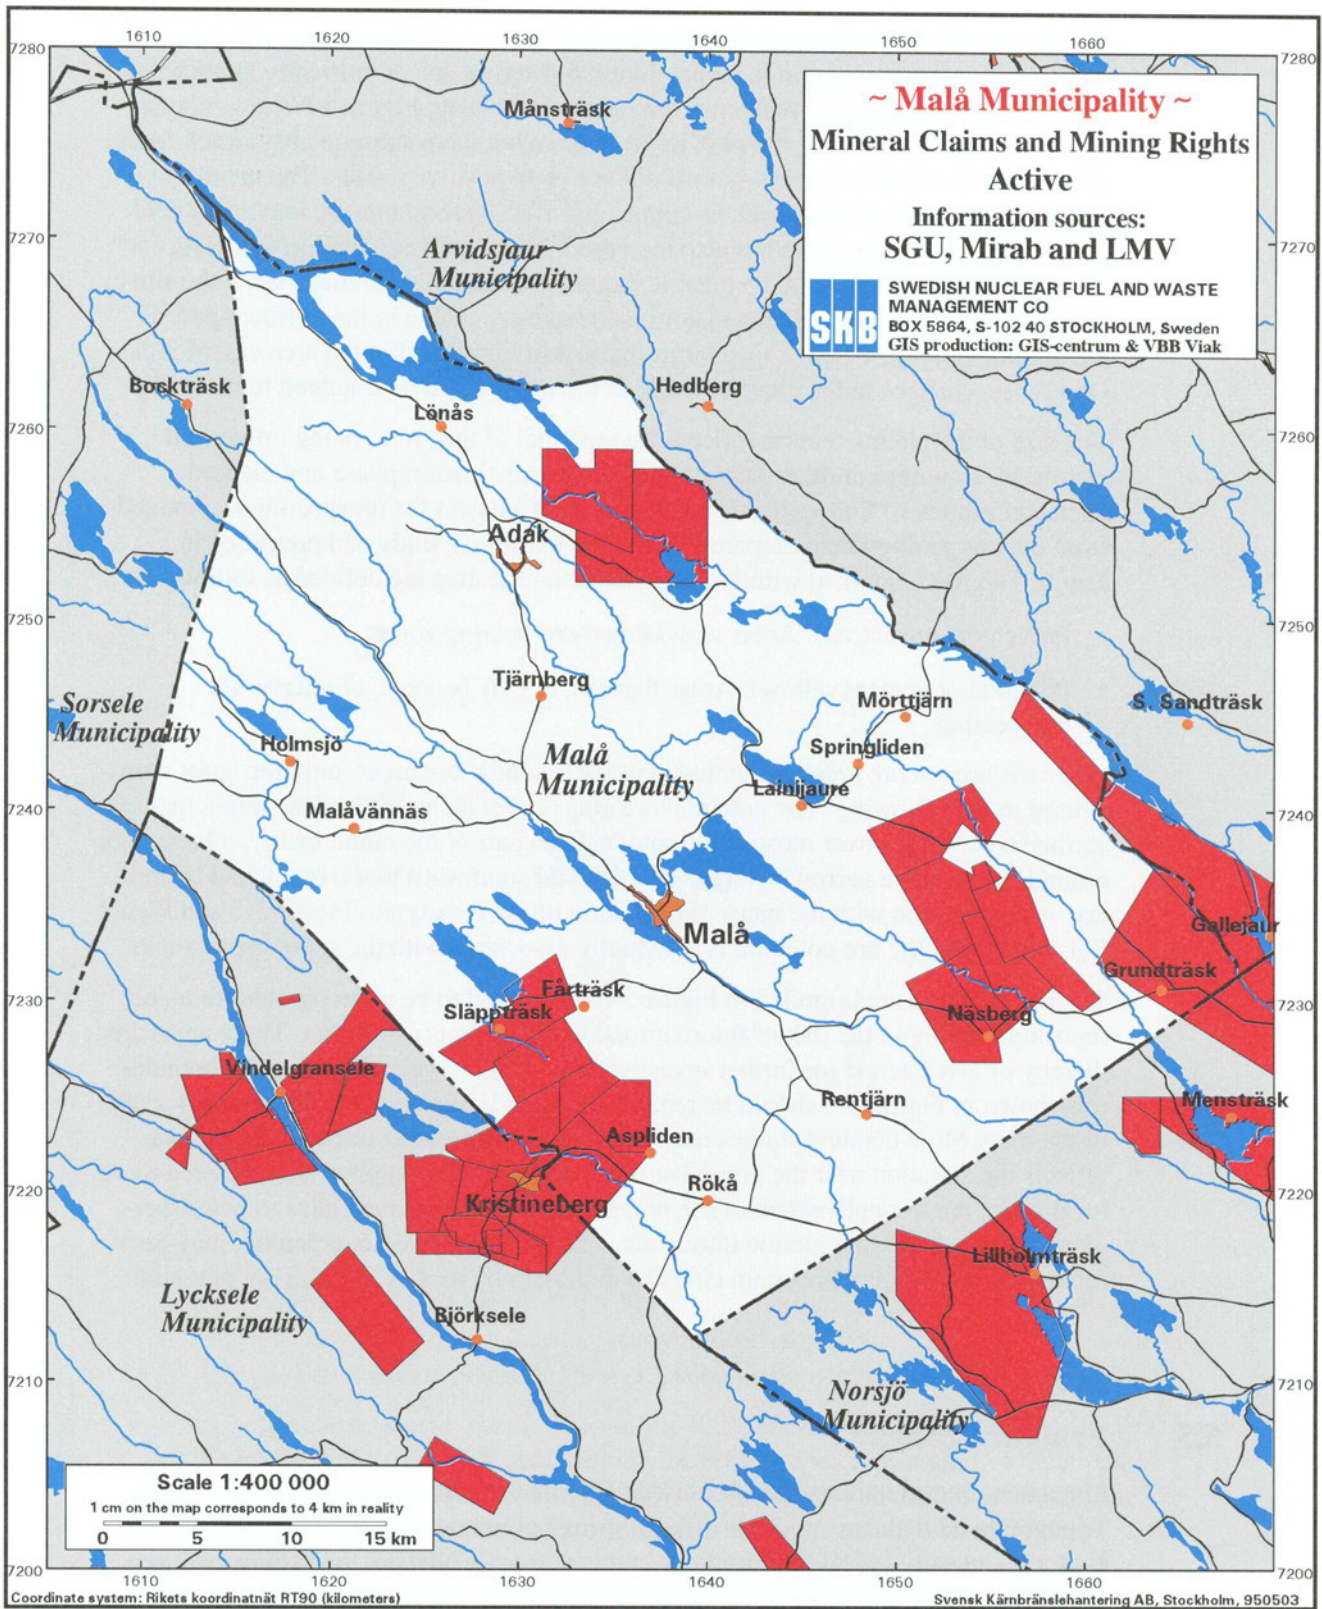 1610 1620 1630 1640 1650 1660
7280 7280
~ Malå Municipality ~
Mineral Claims and Mining Rights
Active
Information sources:
SGU, Mirab and LMV
SKB
SWEDISH NUCLEAR FUEL AND WASTE
MANAGEMENT CO
BOX 5864, S-102 40 STOCKHOLM, Sweden
GIS production: GIS-centrum & VBB Viak
Månsträsk
7270 7270
Arvidsjaur
Municipality
Bockträsk
Hedberg
Lönås
7260 7260
Adak
7250 7250
Tjärnberg
Sorsele
Municipality
Mörttjärn
S. Sandträsk
Holmsjö
Malå
Municipality
Springliden
Lainijaure
Malåvännäs
7240 7240
Malå
Gallejaur
Grundträsk
Fårträsk
Släppträsk
Näsberg
7230 7230
Vindelgransele
Rentjärn
Mensträsk
Aspliden
Rökå
Kristineberg
7220 7220
Lillholmträsk
Lycksele
Municipality
Björksele
Norsjö
Municipality
7210 7210
Scale 1:400 000
1 cm on the map corresponds to 4 km in reality
0 5 10 15 km
7200 7200
1610 1620 1630 1640 1650 1660
Coordinate system: Rikets koordinatnät RT90 (kilometers)
Svensk Kärnbränslehantering AB, Stockholm, 950503